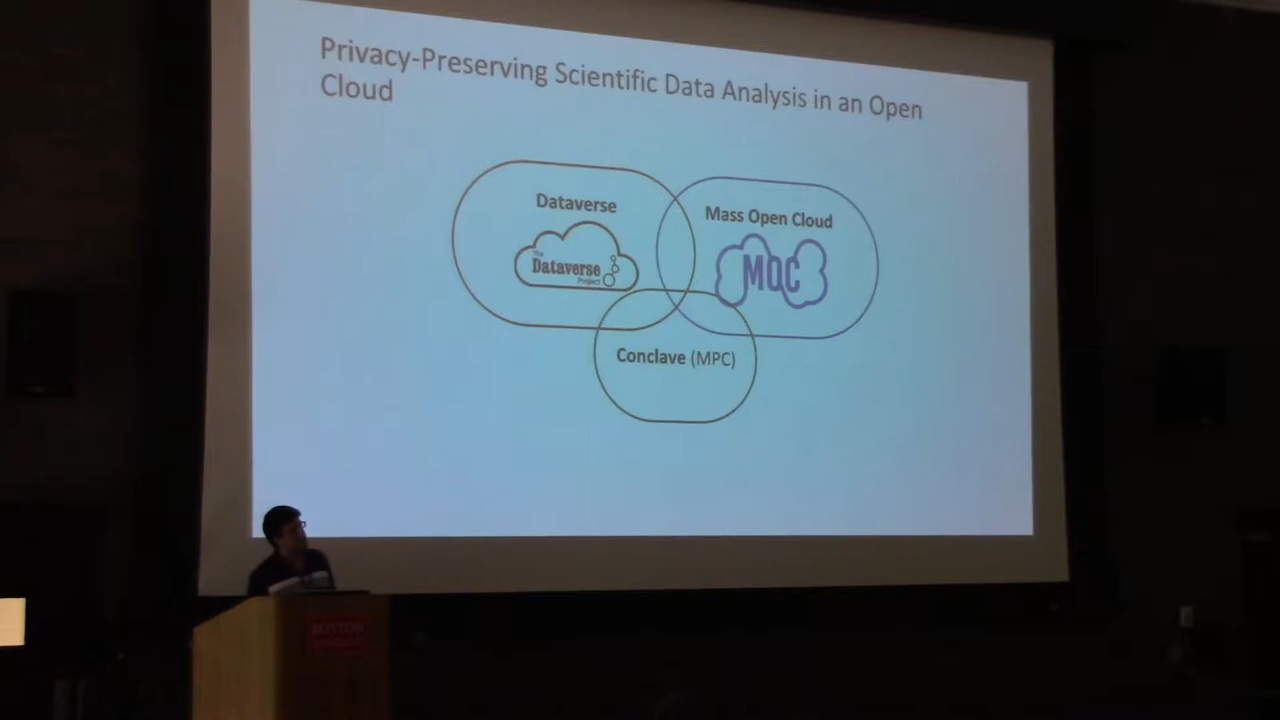 Privacy-Preserving Scientific Data Analysis in an Open
Cloud
Dataverse
The
Dataverse
Project
Mass Open Cloud
MOC
Conclave (MPC)
BOSTON